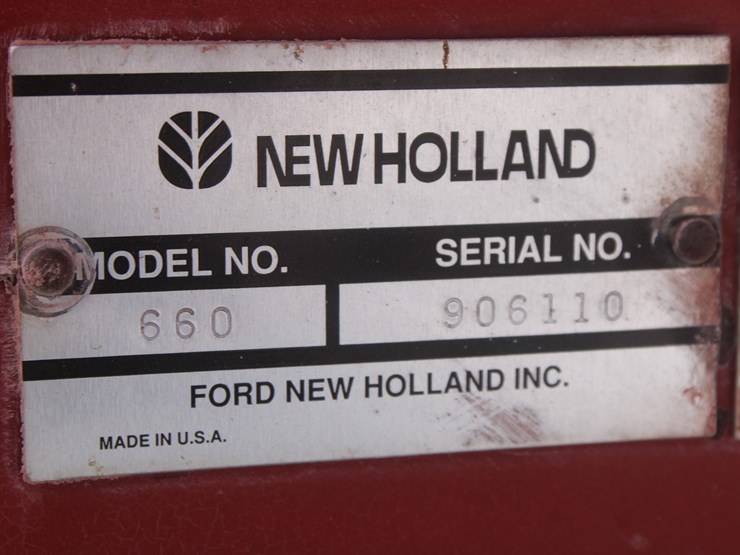 NEW HOLLAND
MODEL NO. SERIAL NO.
660 906110
FORD NEW HOLLAND INC.
MADE IN U.S.A.